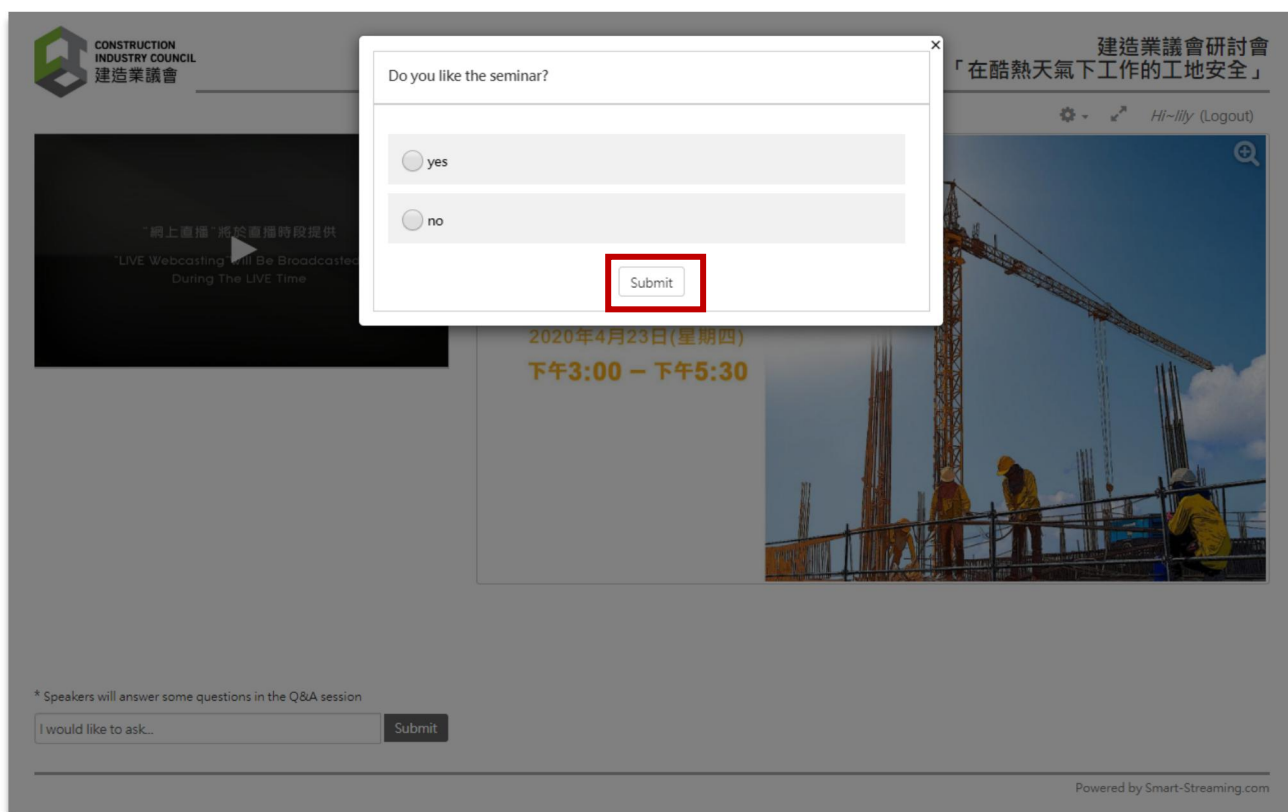 CONSTRUCTION
INDUSTRY COUNCIL
建造業議會
建造業議會研討會
「在酷熱天氣下工作的工地安全」
Hi~lily (Logout)
×
Do you like the seminar?
yes
no
Submit
"網上直播"將於直播時段提供
"LIVE Webcasting" Will Be Broadcasted
During The LIVE Time
2020年4月23日(星期四)
下午3:00 – 下午5:30
* Speakers will answer some questions in the Q&A session
I would like to ask...
Submit
Powered by Smart-Streaming.com